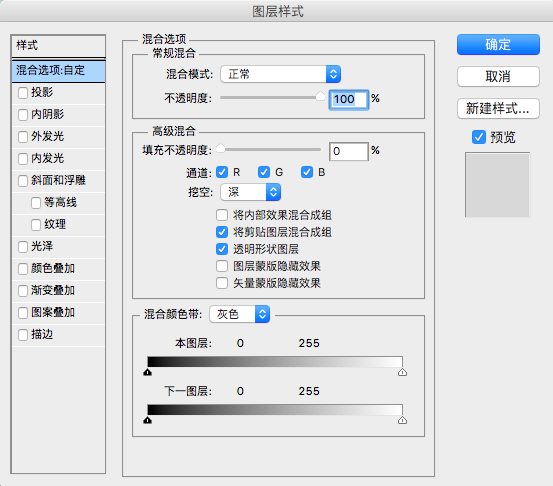 图层样式
样式
混合选项:自定
投影
内阴影
外发光
内发光
斜面和浮雕
等高线
纹理
光泽
颜色叠加
渐变叠加
图案叠加
描边
混合选项
常规混合
混合模式: 正常
不透明度: 100 %
高级混合
填充不透明度: 0 %
通道: R G B
挖空: 深
将内部效果混合成组
将剪贴图层混合成组
透明形状图层
图层蒙版隐藏效果
矢量蒙版隐藏效果
混合颜色带: 灰色
本图层: 0 255
下一图层: 0 255
确定
取消
新建样式...
预览